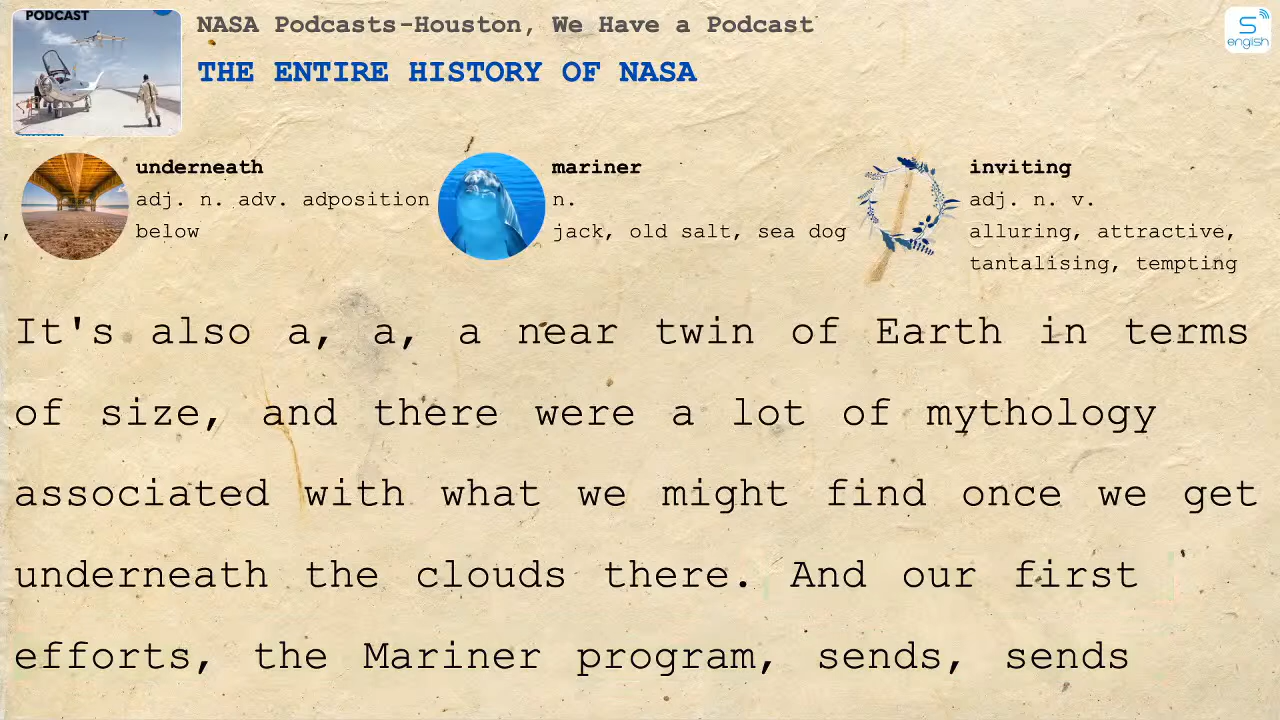 PODCAST
NASA Podcasts-Houston, We Have a Podcast
THE ENTIRE HISTORY OF NASA
S
english
underneath
adj. n. adv. adposition
below
mariner
n.
jack, old salt, sea dog
inviting
adj. n. v.
alluring, attractive,
tantalising, tempting
,
It's also a, a, a near twin of Earth in terms
of size, and there were a lot of mythology
associated with what we might find once we get
underneath the clouds there. And our first
efforts, the Mariner program, sends, sends